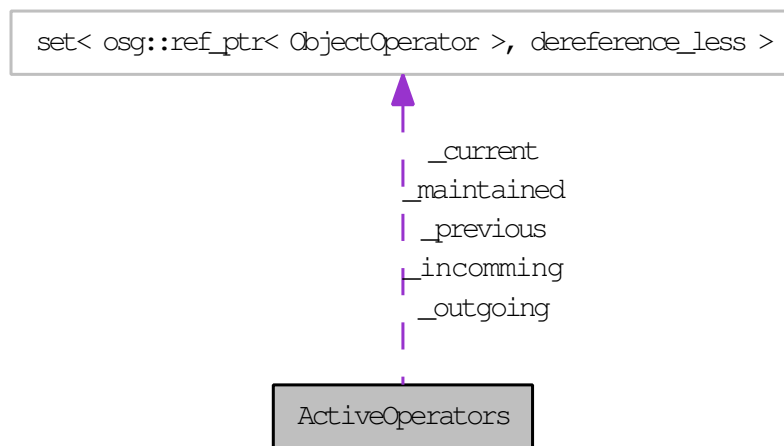 set< osg::ref_ptr< ObjectOperator >, dereference_less >
_current
_maintained
_previous
_incomming
_outgoing
ActiveOperators